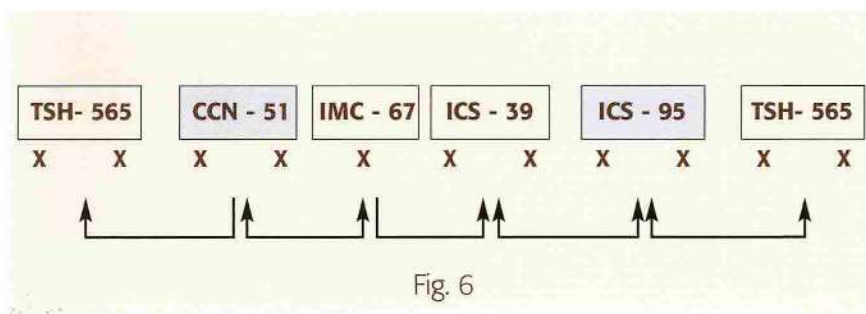 TSH- 565 CCN - 51 IMC - 67 ICS - 39 ICS - 95 TSH- 565
X X X X X X X X X X X
Fig. 6